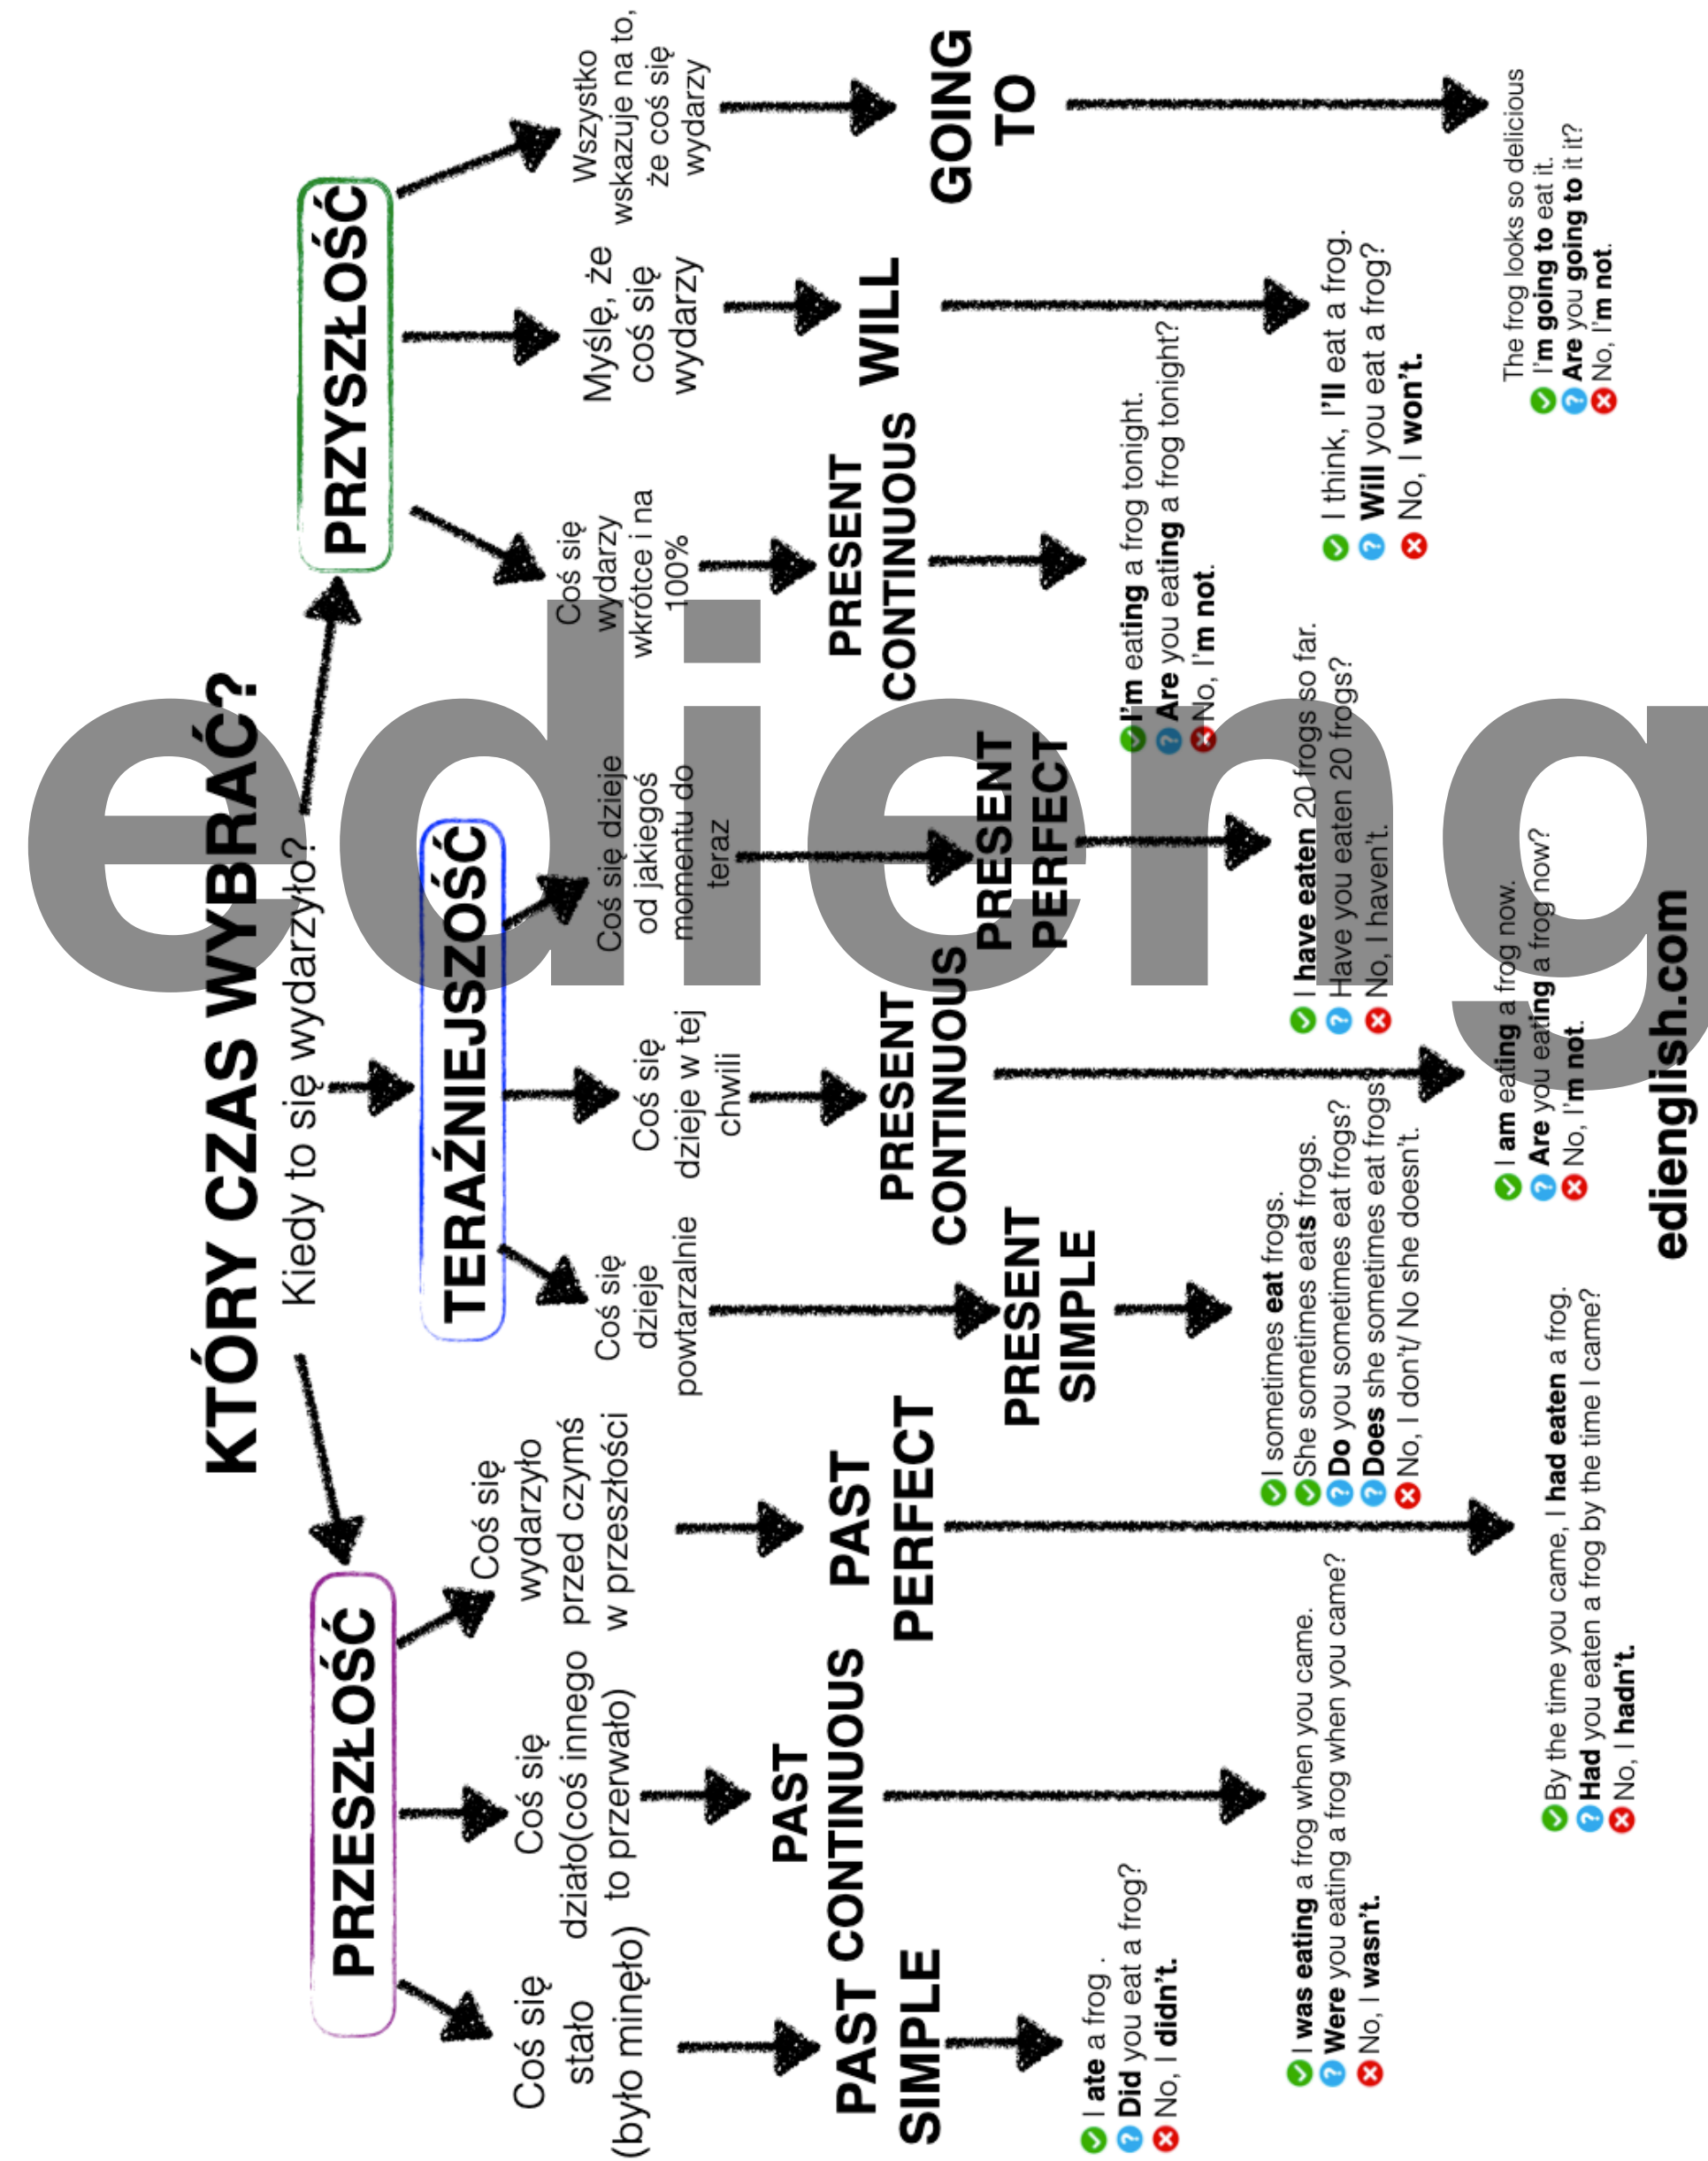 KTÓRY CZAS WYBRAĆ?
Kiedy to się wydarzyło?
PRZESZŁOŚĆ
Coś się
stało
(było minęło)
PAST
SIMPLE
I ate a frog .
Did you eat a frog?
No, I didn't.
Coś się
działo(coś innego
to przerwało)
PAST
CONTINUOUS
I was eating a frog when you came.
Were you eating a frog when you came?
No, I wasn't.
Coś się
wydarzyło
przed czymś
w przeszłości
PAST
PERFECT
By the time you came, I had eaten a frog.
Had you eaten a frog by the time I came?
No, I hadn't.
TERAŹNIEJSZOŚĆ
Coś się
dzieje
powtarzalnie
PRESENT
SIMPLE
I sometimes eat frogs.
She sometimes eats frogs.
Do you sometimes eat frogs?
Does she sometimes eat frogs?
No, I don't/ No she doesn't.
Coś się
dzieje w tej
chwili
PRESENT
CONTINUOUS
I am eating a frog now.
Are you eating a frog now?
No, I'm not.
Coś się dzieje
od jakiegoś
momentu do
teraz
PRESENT
PERFECT
I have eaten 20 frogs so far.
Have you eaten 20 frogs?
No, I haven't.
PRZYSZŁOŚĆ
Coś się
wydarzy
wkrótce i na
100%
PRESENT
CONTINUOUS
I'm eating a frog tonight.
Are you eating a frog tonight?
No, I'm not.
Myślę, że
coś się
wydarzy
WILL
I think, I'll eat a frog.
Will you eat a frog?
No, I won't.
Wszystko
wskazuje na to,
że coś się
wydarzy
GOING
TO
The frog looks so delicious
I'm going to eat it.
Are you going to it it?
No, I'm not.
edienglish.com
edieng